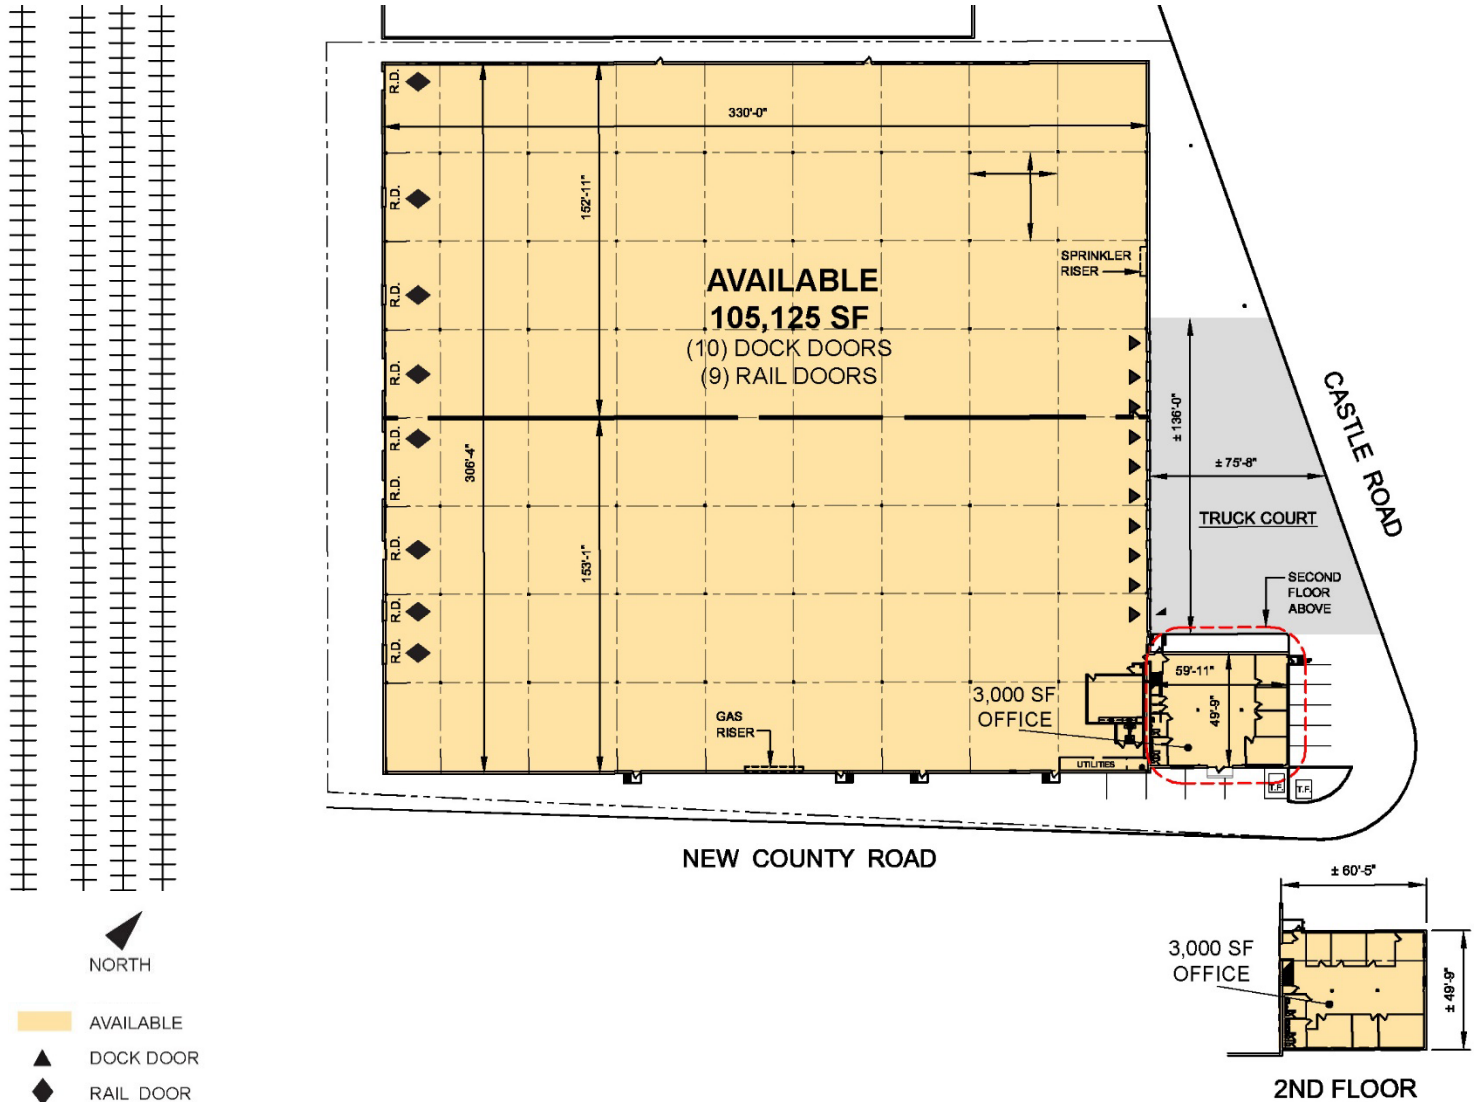 R.D.
330'-0"
152'-11"
R.D.
SPRINKLER
RISER
AVAILABLE
105,125 SF
(10) DOCK DOORS
(9) RAIL DOORS
R.D.
R.D.
CASTLE ROAD
± 136'-0"
R.D.
306'-4"
± 75'-8"
R.D.
TRUCK COURT
R.D.
153'-1"
SECOND
FLOOR
ABOVE
R.D.
R.D.
59'-11"
49'-9"
3,000 SF
OFFICE
GAS
RISER
UTILITIES
T.F.
T.F.
NEW COUNTY ROAD
± 60'-5"
3,000 SF
OFFICE
± 49'-9"
2ND FLOOR
NORTH
AVAILABLE
DOCK DOOR
RAIL DOOR